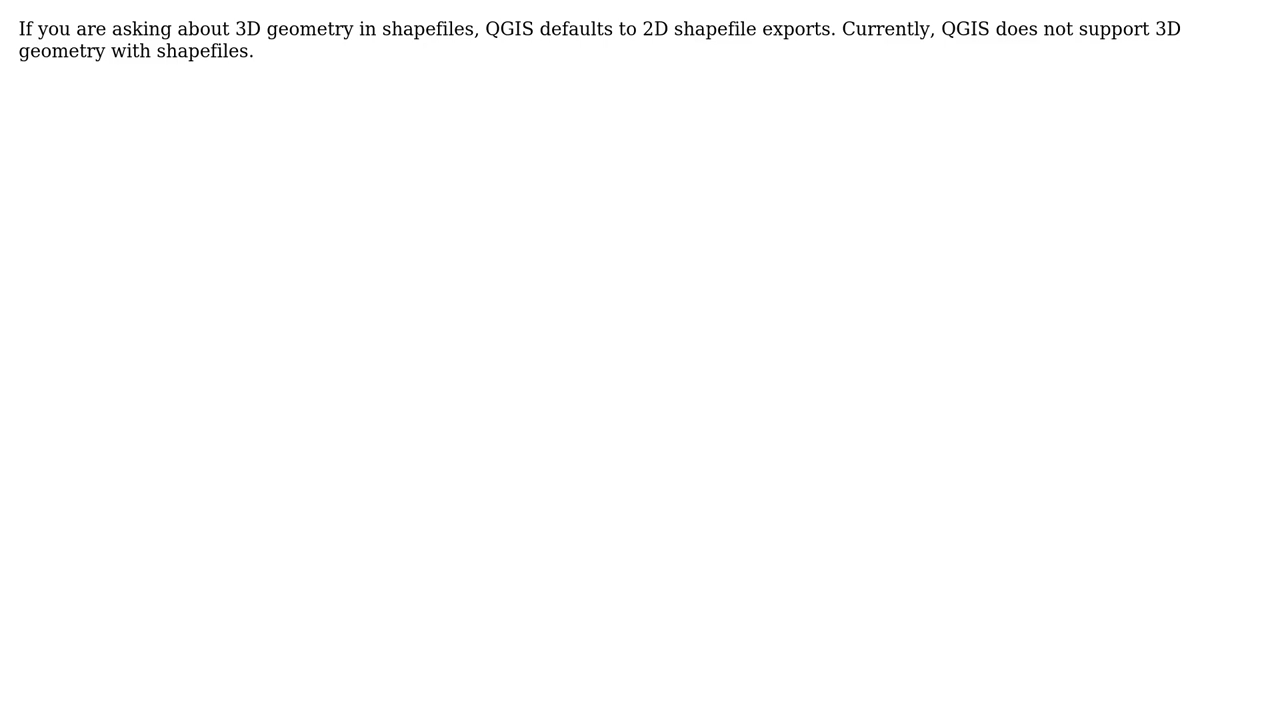 If you are asking about 3D geometry in shapefiles, QGIS defaults to 2D shapefile exports. Currently, QGIS does not support 3D
geometry with shapefiles.